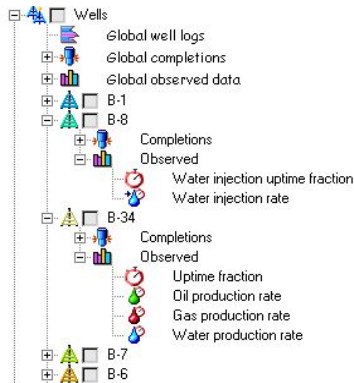 Wells
Global well logs
Global completions
Global observed data
B-1
B-8
Completions
Observed
Water injection uptime fraction
Water injection rate
B-34
Completions
Observed
Uptime fraction
Oil production rate
Gas production rate
Water production rate
B-7
B-6